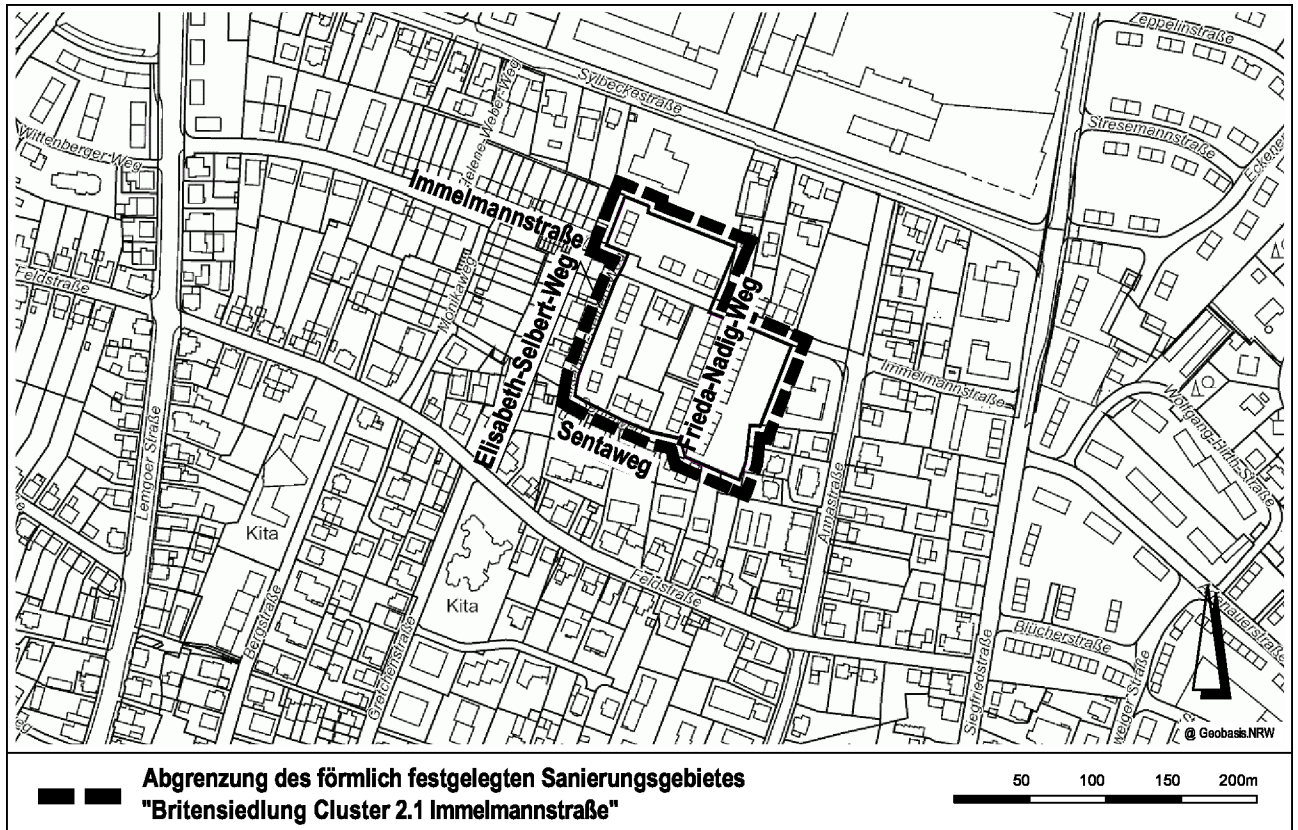 Zeppelinstraße
Sylbeckestraße
Helene-Weber-Weg
Stresemannstraße
Wittenberger Weg
Immelmannstraße
Feldstraße
Monikaweg
Elisabeth-Selbert-Weg
Frieda-Nadig-Weg
Immelmannstraße
Wolfgang-Hirth-Straße
Sentaweg
Lemgoer Straße
Annastraße
Kita
Kita
Feldstraße
Bergstraße
Gretchenstraße
Blücherstraße
Siegfriedstraße
@ Geobasis.NRW
Abgrenzung des förmlich festgelegten Sanierungsgebietes
"Britensiedlung Cluster 2.1 Immelmannstraße"
50 100 150 200m